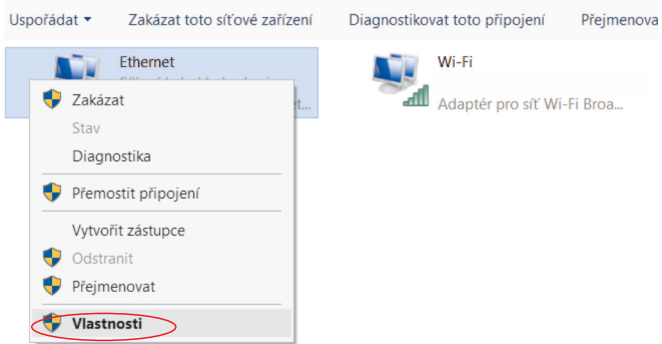 Uspořádat Zakázat toto síťové zařízení Diagnostikovat toto připojení Přejmenova
Ethernet
Wi-Fi
Adaptér pro síť Wi-Fi Broa...
Zakázat
Stav
Diagnostika
Přemostit připojení
Vytvořit zástupce
Odstranit
Přejmenovat
Vlastnosti